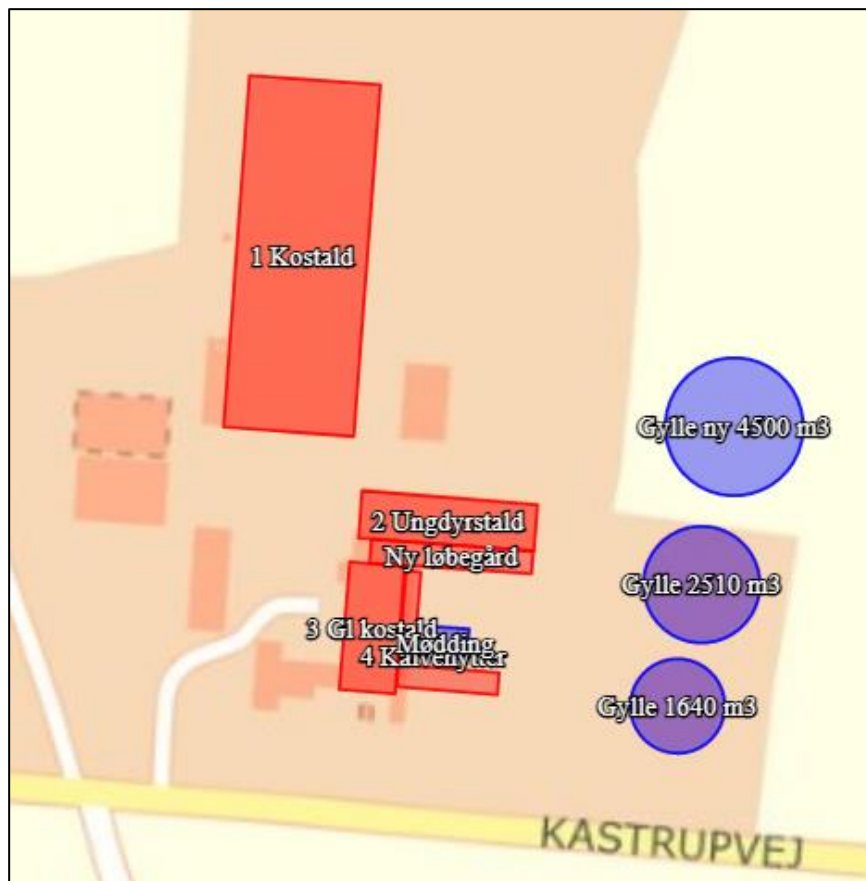 1 Kostald
Gylle ny 4500 m3
2 Ungdyrstald
Ny løbegård
Gylle 2510 m3
3 Gl kostald
Mødding
4 Kalvehytter
Gylle 1640 m3
KASTRUPVEJ